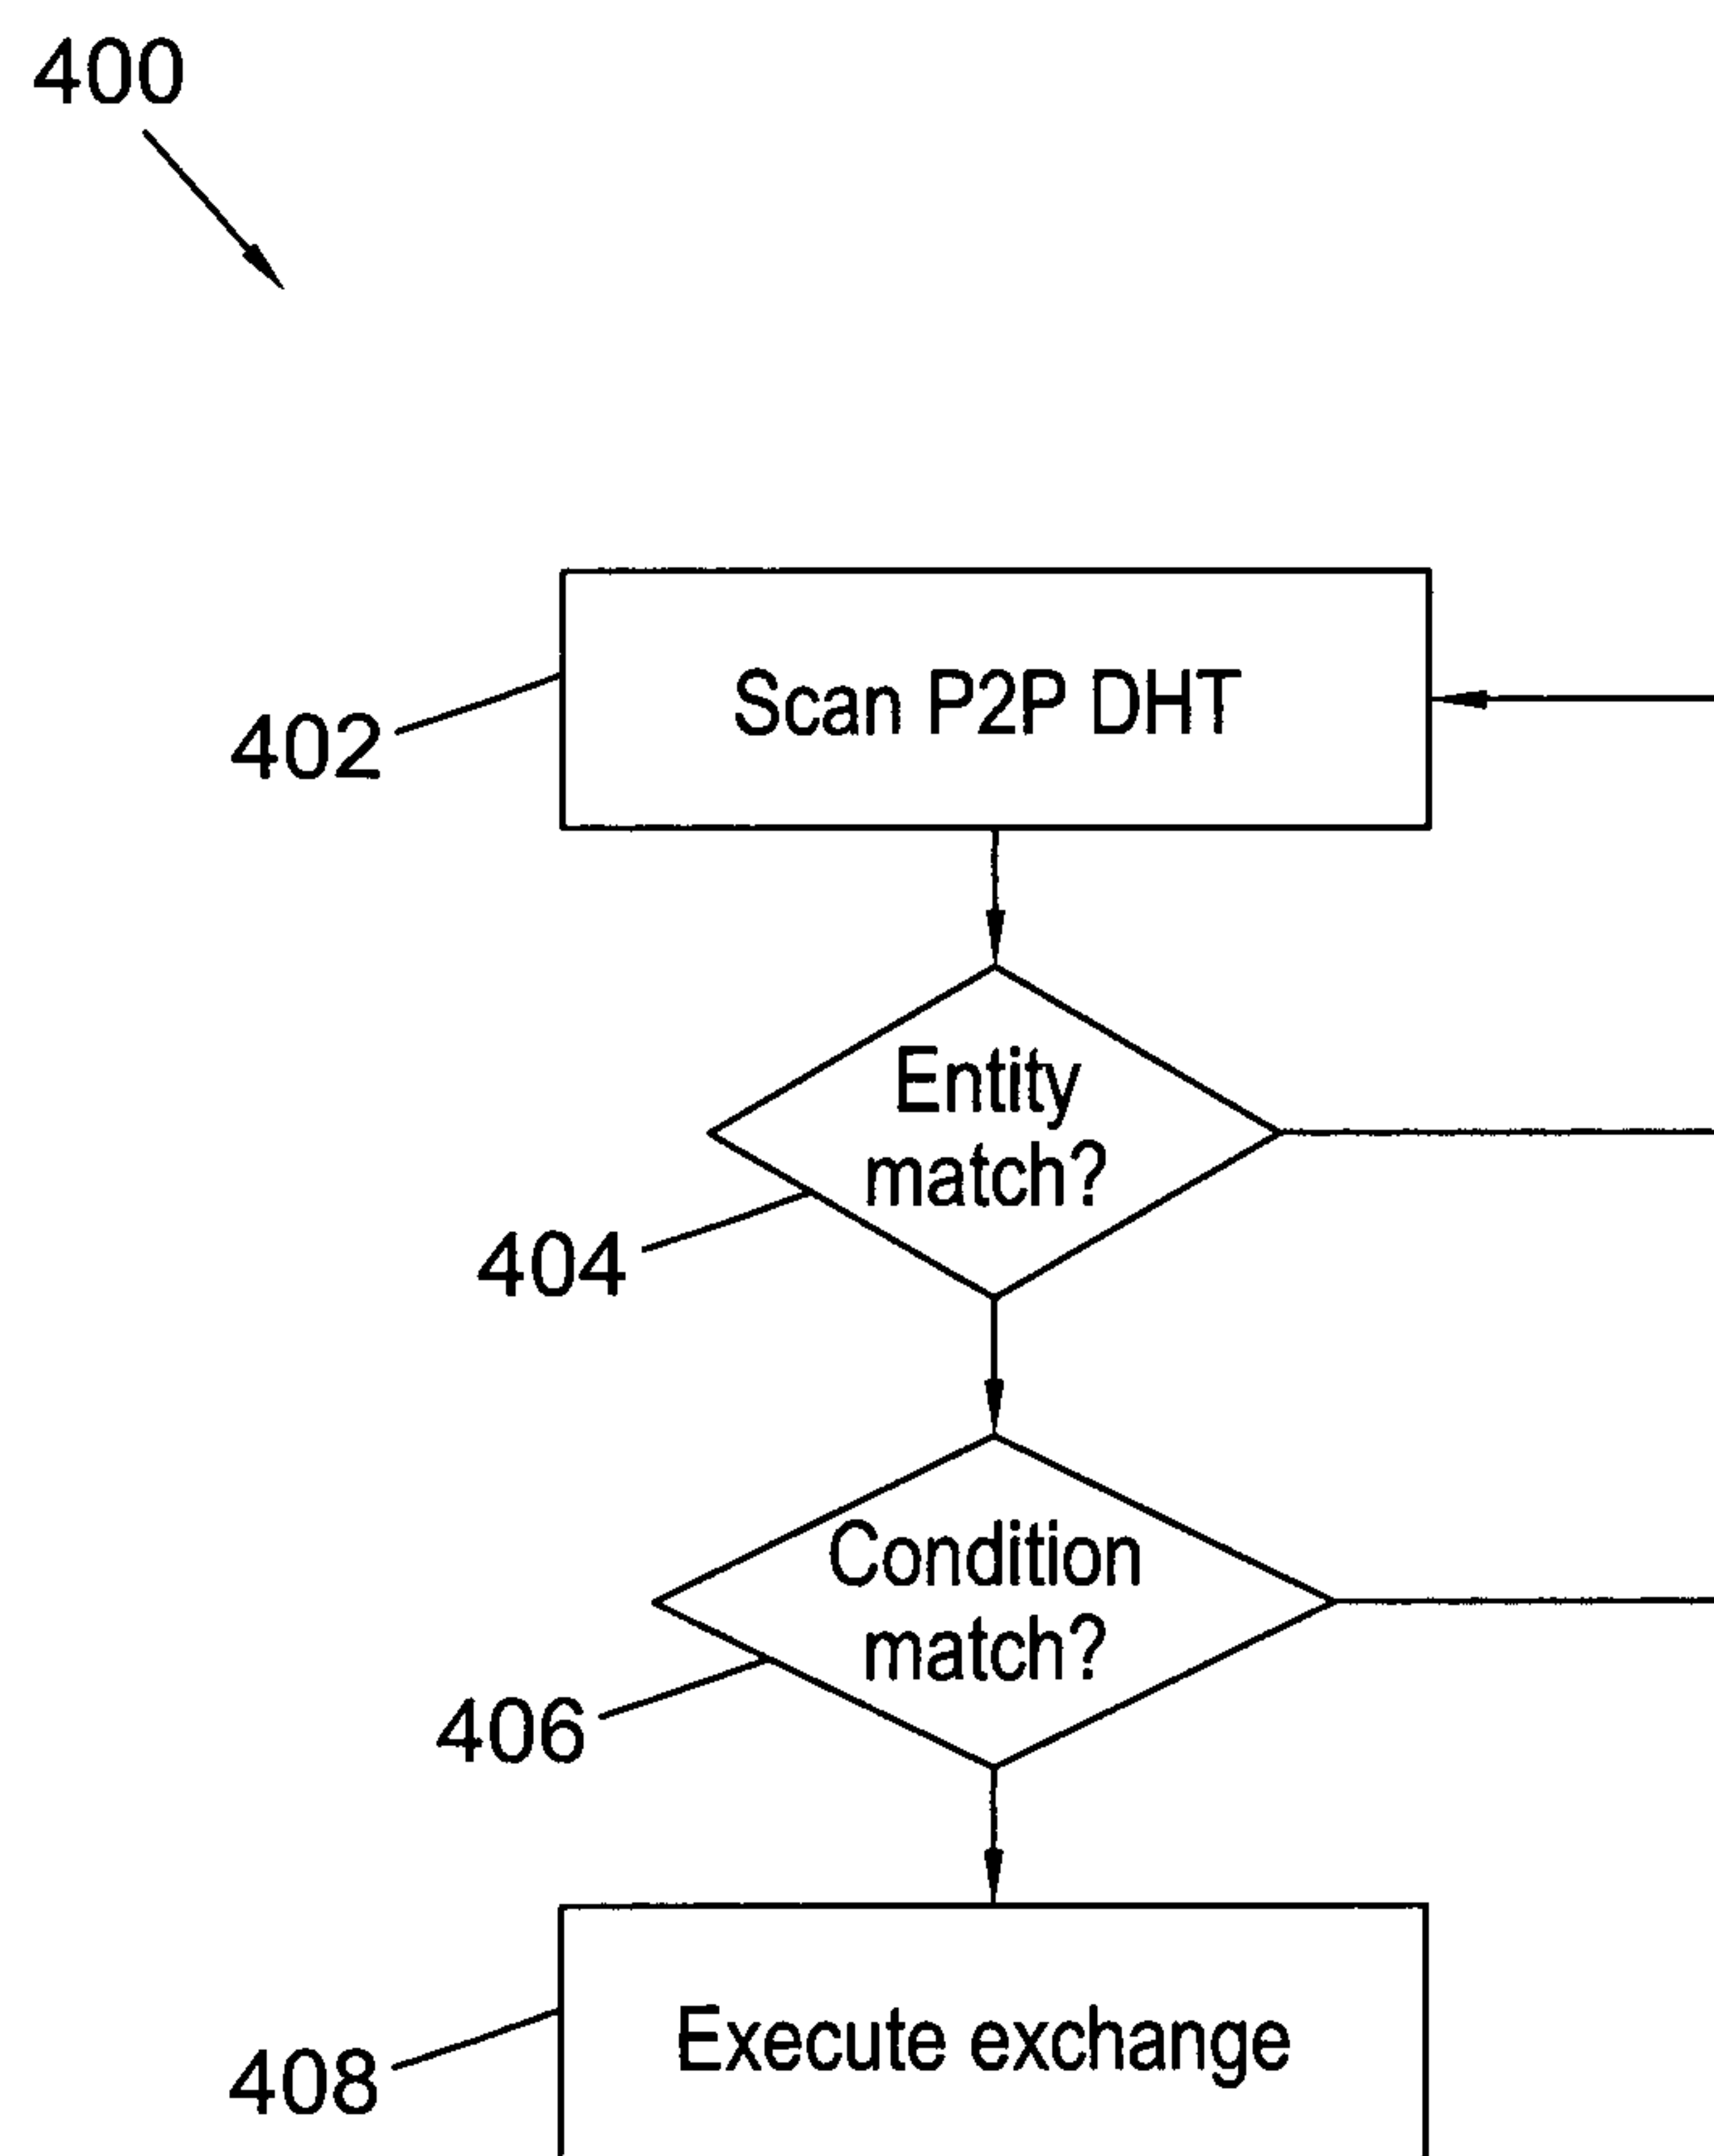 400
Scan P2P DHT
402
Entity
match?
404
Condition
match?
406
Execute exchange
408